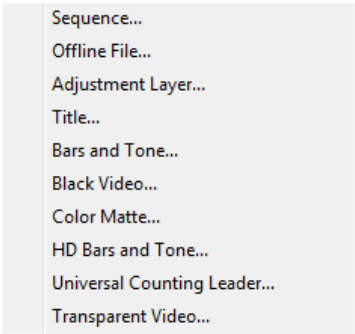 Sequence...
Offline File...
Adjustment Layer...
Title...
Bars and Tone...
Black Video...
Color Matte...
HD Bars and Tone...
Universal Counting Leader...
Transparent Video...